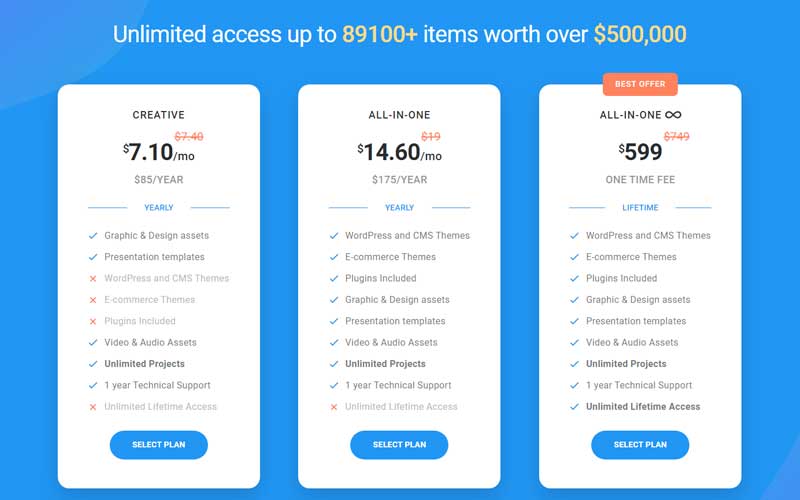 Unlimited access up to 89100+ items worth over $500,000
CREATIVE
$7.40
$7.10/mo
$85/YEAR
YEARLY
Graphic & Design assets
Presentation templates
WordPress and CMS Themes
E-commerce Themes
Plugins Included
Video & Audio Assets
Unlimited Projects
1 year Technical Support
Unlimited Lifetime Access
SELECT PLAN
ALL-IN-ONE
$19
$14.60/mo
$175/YEAR
YEARLY
WordPress and CMS Themes
E-commerce Themes
Plugins Included
Graphic & Design assets
Presentation templates
Video & Audio Assets
Unlimited Projects
1 year Technical Support
Unlimited Lifetime Access
SELECT PLAN
BEST OFFER
ALL-IN-ONE ∞
$749
$599
ONE TIME FEE
LIFETIME
WordPress and CMS Themes
E-commerce Themes
Plugins Included
Graphic & Design assets
Presentation templates
Video & Audio Assets
Unlimited Projects
1 year Technical Support
Unlimited Lifetime Access
SELECT PLAN